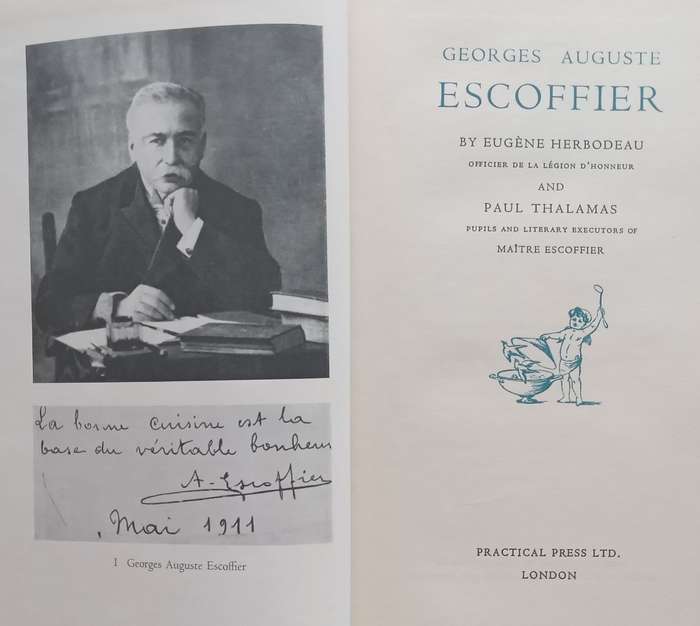 La bonne cuisine est la
base du véritable bonheur
A. Escoffier
Mai 1911
I Georges Auguste Escoffier
GEORGES AUGUSTE
ESCOFFIER
BY EUGÈNE HERBODEAU
OFFICIER DE LA LÉGION D'HONNEUR
AND
PAUL THALAMAS
PUPILS AND LITERARY EXECUTORS OF
MAÎTRE ESCOFFIER
PRACTICAL PRESS LTD.
LONDON